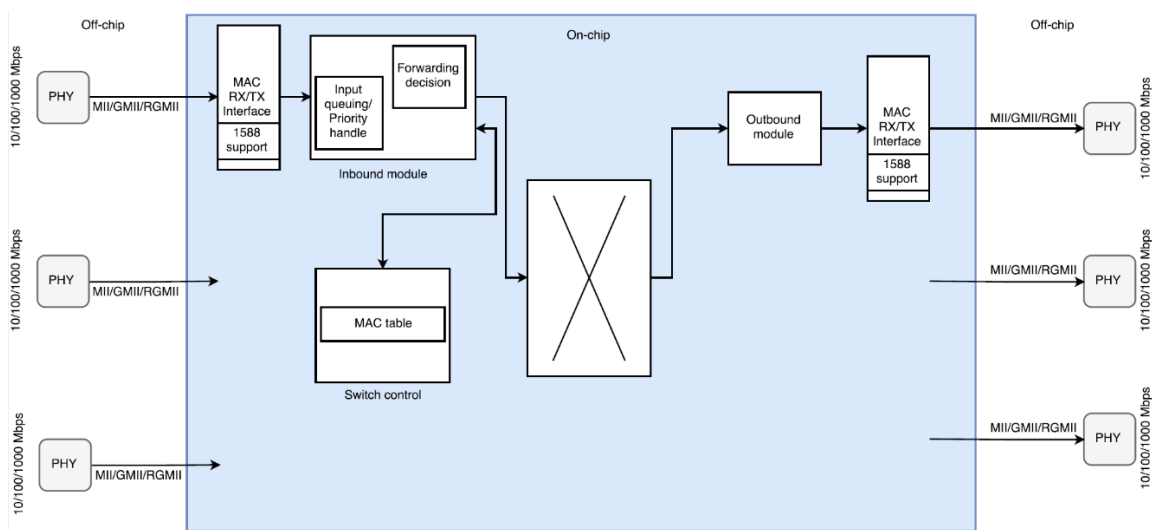 Off-chip
On-chip
Off-chip
10/100/1000 Mbps
PHY
MII/GMII/RGMII
MAC
RX/TX
Interface
1588
support
Input
queuing/
Priority
handle
Forwarding
decision
Inbound module
Outbound
module
MAC
RX/TX
Interface
1588
support
MII/GMII/RGMII
PHY
10/100/1000 Mbps
10/100/1000 Mbps
PHY
MII/GMII/RGMII
MAC table
Switch control
MII/GMII/RGMII
PHY
10/100/1000 Mbps
10/100/1000 Mbps
PHY
MII/GMII/RGMII
MII/GMII/RGMII
PHY
10/100/1000 Mbps